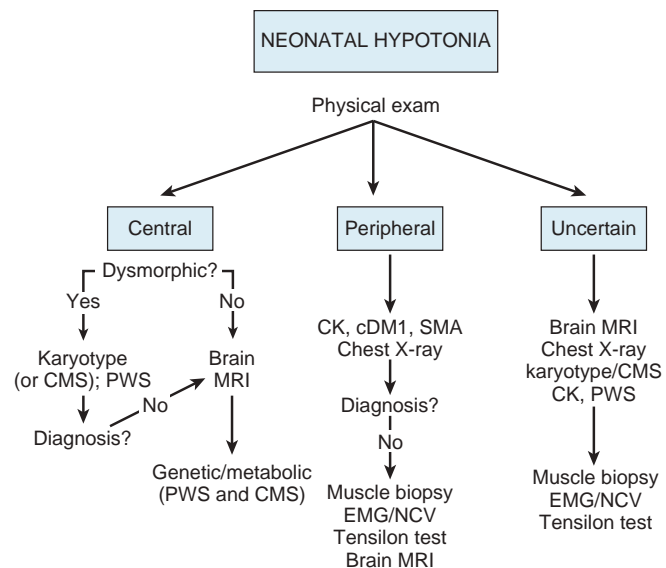 NEONATAL HYPOTONIA
Physical exam
Central
Dysmorphic?
Yes
No
Karyotype
(or CMS); PWS
Diagnosis?
No
Brain
MRI
Genetic/metabolic
(PWS and CMS)
Peripheral
CK, cDM1, SMA
Chest X-ray
Diagnosis?
No
Muscle biopsy
EMG/NCV
Tensilon test
Brain MRI
Uncertain
Brain MRI
Chest X-ray
karyotype/CMS
CK, PWS
Muscle biopsy
EMG/NCV
Tensilon test